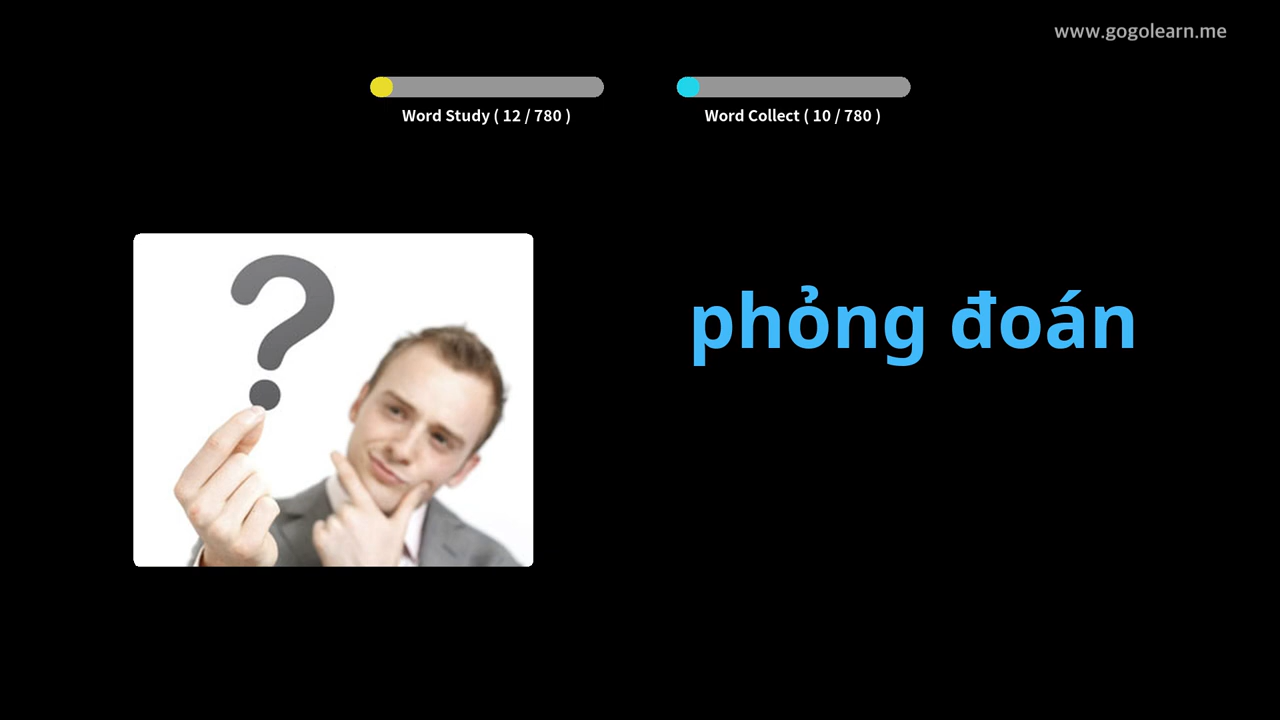 www.gogolearn.me
Word Study ( 12 / 780 )
Word Collect ( 10 / 780 )
?
phỏng đoán